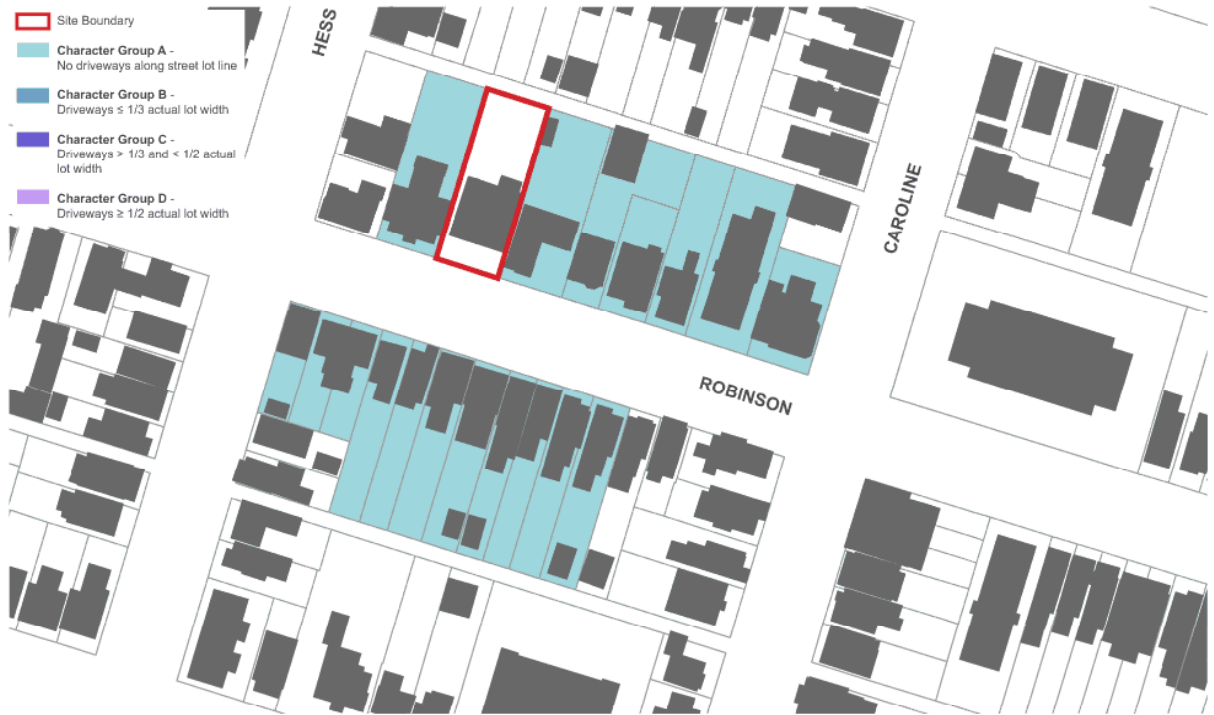 Site Boundary
Character Group A -
No driveways along street lot line
Character Group B -
Driveways ≤ 1/3 actual lot width
Character Group C -
Driveways > 1/3 and < 1/2 actual
lot width
Character Group D -
Driveways ≥ 1/2 actual lot width
HESS
CAROLINE
ROBINSON